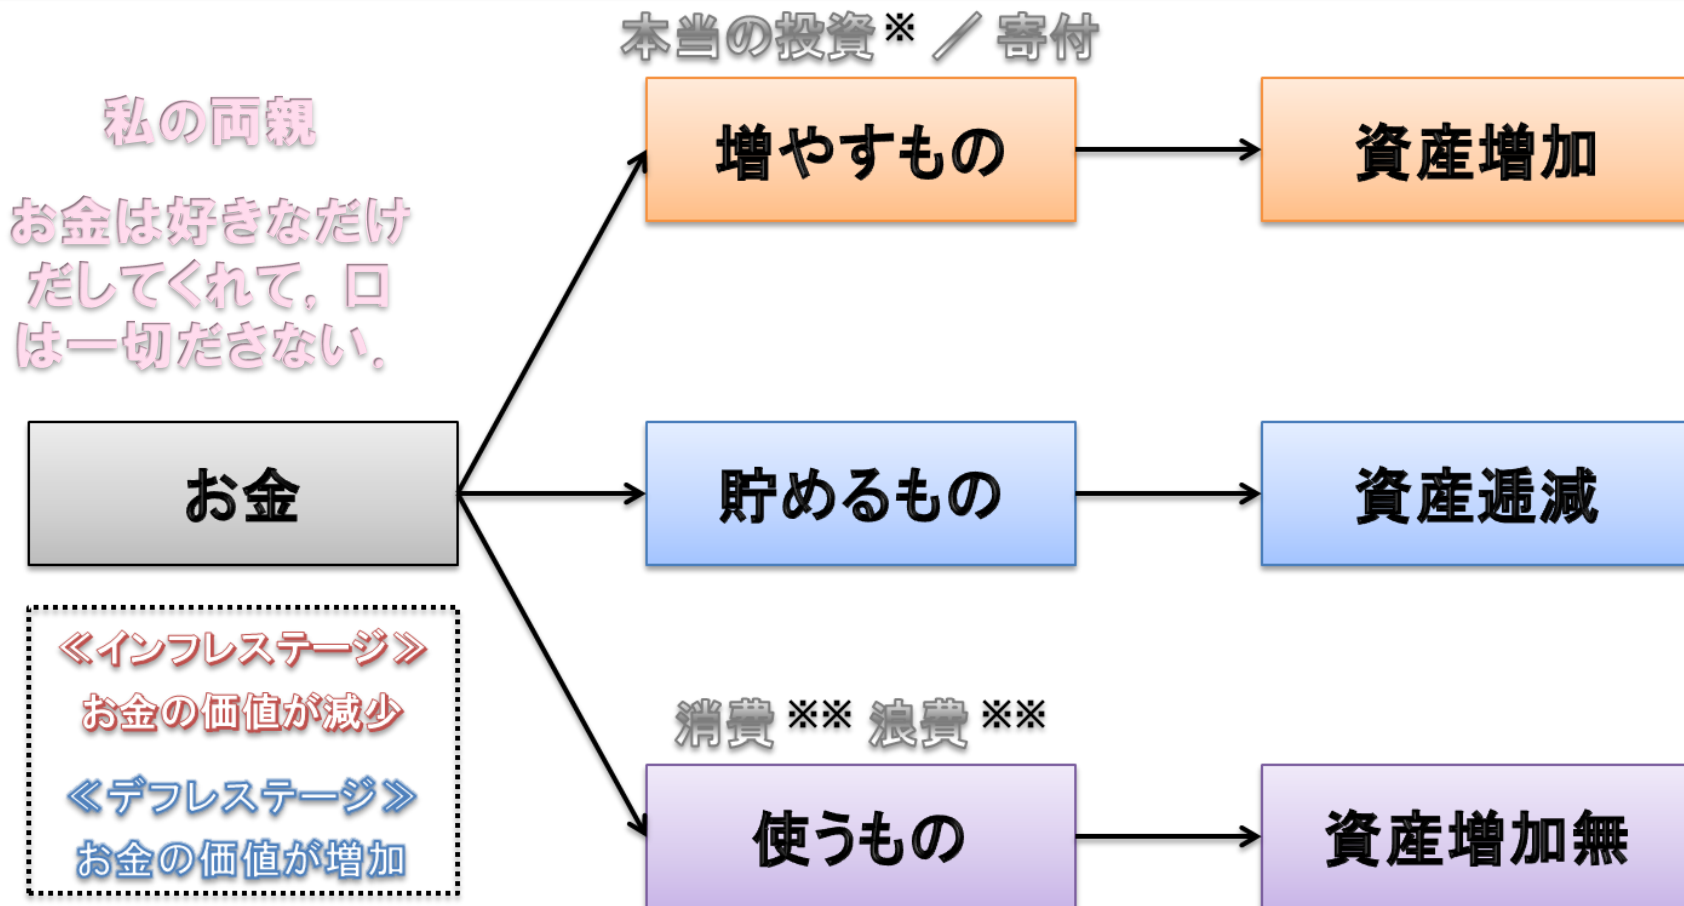 本当の投資※／寄付
私の両親
お金は好きなだけ
だしてくれて，口
は一切ださない．
増やすもの
資産増加
お金
貯めるもの
資産逓減
≪インフレステージ≫
お金の価値が減少
≪デフレステージ≫
お金の価値が増加
消費※※ 浪費※※
使うもの
資産増加無